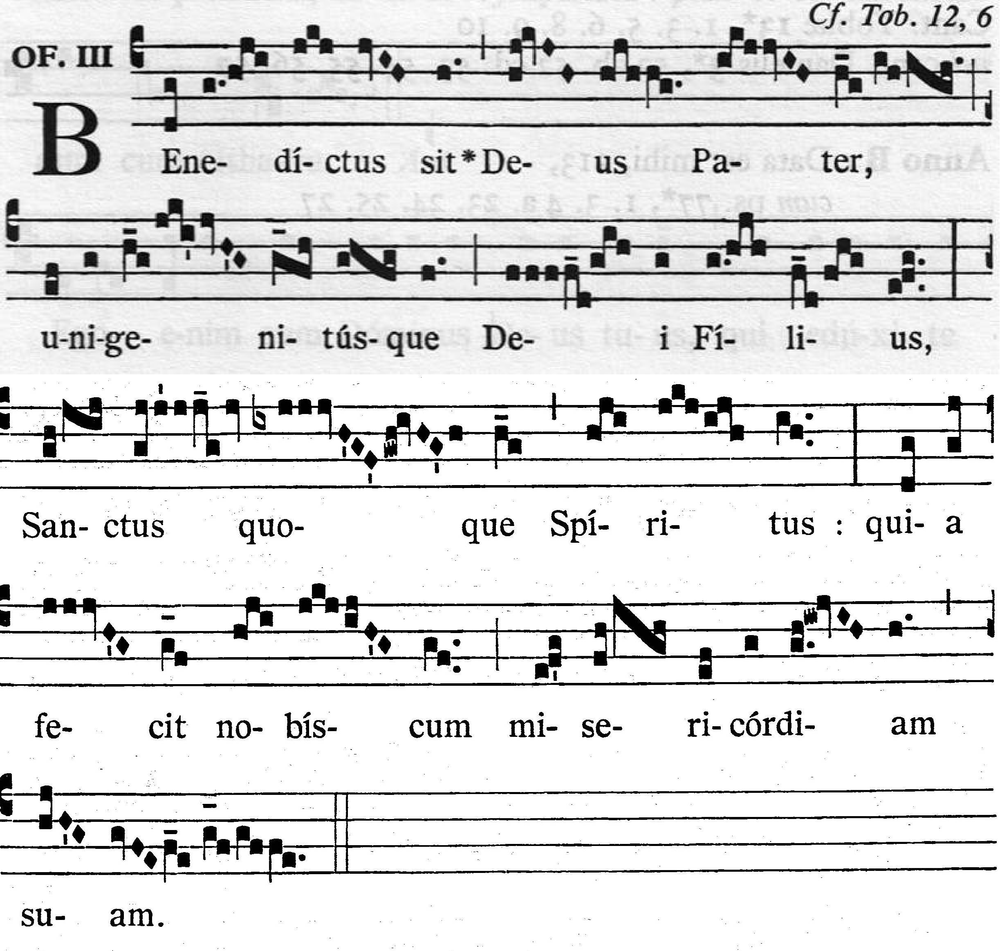 Cf. Tob. 12, 6
OF. III
BEne- dí- ctus sit * De- us Pa- ter,
u-ni-ge- ni- tús- que De- i Fí- li- us,
San- ctus quo- que Spí- ri- tus : qui- a
fe- cit no- bís- cum mi- se- ri- córdi- am
su- am.